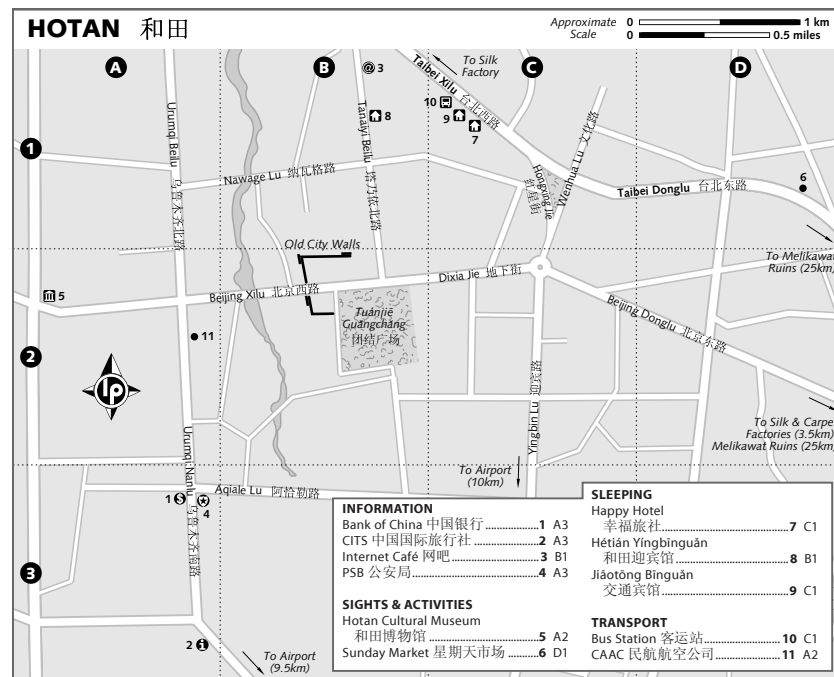 HOTAN 和田
Approximate Scale 0 1 km
0 0.5 miles
A B C D
1
2
3
To Silk
Factory
@ 3
10
9
7
8
6
Taibei Xilu 台北西路
Urumqi Beilu 乌鲁木齐北路
Tanaiyi Beilu 塔乃依北路
Nawage Lu 纳瓦格路
Hongxing Jie 红星街
Wenhua Lu 文化路
Taibei Donglu 台北东路
Old City Walls
To Melikawat
Ruins (25km)
Dixia Jie 地下街
5
Beijing Xilu 北京西路
Tuánjié
Guangchang
团结广场
Beijing Donglu 北京东路
11
lp
Yingbin Lu 迎宾路
To Silk & Carpe
Factories (3.5km)
Melikawat Ruins (25km)
Urumqi Nanlu 乌鲁木齐南路
To Airport
(10km)
1 $
4
Aqiale Lu 阿恰勒路
2 i
To Airport
(9.5km)
INFORMATION
Bank of China 中国银行 1 A3
CITS 中国国际旅行社 2 A3
Internet Café 网吧 3 B1
PSB 公安局 4 A3
SIGHTS & ACTIVITIES
Hotan Cultural Museum
和田博物馆 5 A2
Sunday Market 星期天市场 6 D1
SLEEPING
Happy Hotel
幸福旅社 7 C1
Hétián Yíngbīnguǎn
和田迎宾馆 8 B1
Jiāotōng Bīnguǎn
交通宾馆 9 C1
TRANSPORT
Bus Station 客运站 10 C1
CAAC 民航航空公司 11 A2